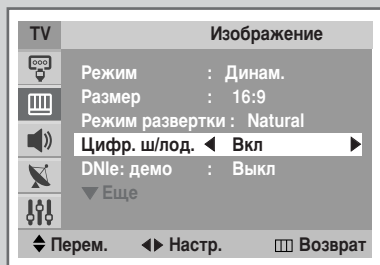 TV Изображение
Режим : Динам.
Размер : 16:9
Режим развертки : Natural
Цифр. ш/под. ◀ Вкл ▶
DNIe: демо : Выкл
▼ Еще
Перем. Настр. Возврат